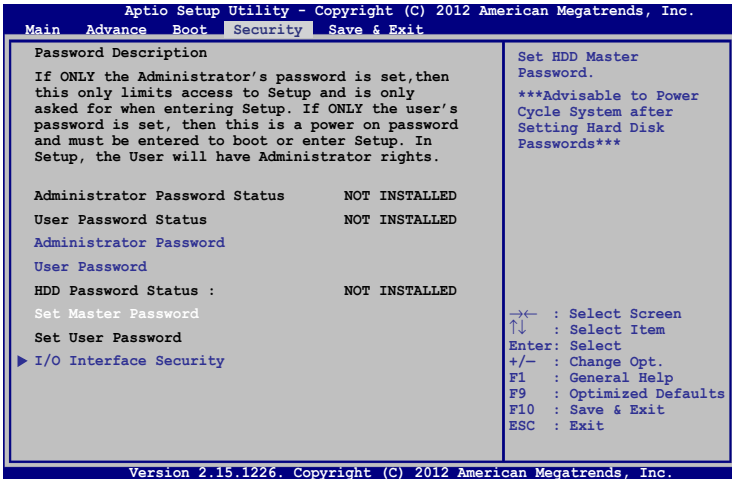 Aptio Setup Utility - Copyright (C) 2012 American Megatrends, Inc.
Main Advance Boot Security Save & Exit
Password Description
If ONLY the Administrator's password is set,then
this only limits access to Setup and is only
asked for when entering Setup. If ONLY the user's
password is set, then this is a power on password
and must be entered to boot or enter Setup. In
Setup, the User will have Administrator rights.
Administrator Password Status NOT INSTALLED
User Password Status NOT INSTALLED
Administrator Password
User Password
HDD Password Status : NOT INSTALLED
Set Master Password
Set User Password
I/O Interface Security
Set HDD Master
Password.
***Advisable to Power
Cycle System after
Setting Hard Disk
Passwords***
→← : Select Screen
↑↓ : Select Item
Enter: Select
+/— : Change Opt.
F1 : General Help
F9 : Optimized Defaults
F10 : Save & Exit
ESC : Exit
Version 2.15.1226. Copyright (C) 2012 American Megatrends, Inc.